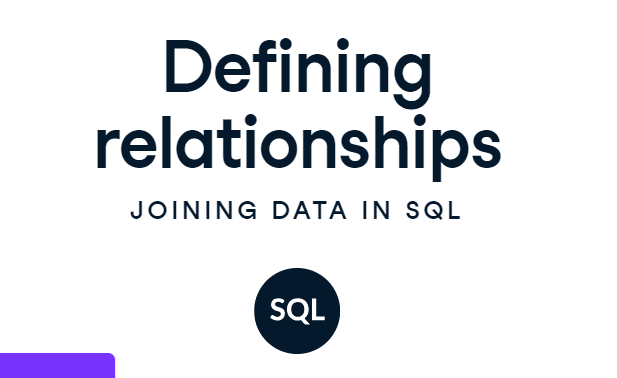 Defining
relationships
JOINING DATA IN SQL
SQL